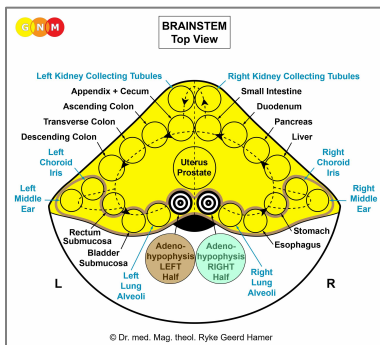 GNM
BRAINSTEM
Top View
Left Kidney Collecting Tubules
Right Kidney Collecting Tubules
Appendix + Cecum
Small Intestine
Ascending Colon
Duodenum
Transverse Colon
Pancreas
Descending Colon
Liver
Left
Choroid
Iris
Right
Choroid
Iris
Uterus
Prostate
Left
Middle
Ear
Right
Middle
Ear
Rectum
Submucosa
Stomach
Bladder
Submucosa
Esophagus
Adeno-
hypophysis
LEFT
Half
Adeno-
hypophysis
RIGHT
Half
Left
Lung
Alveoli
Right
Lung
Alveoli
L
R
© Dr. med. Mag. theol. Ryke Geerd Hamer